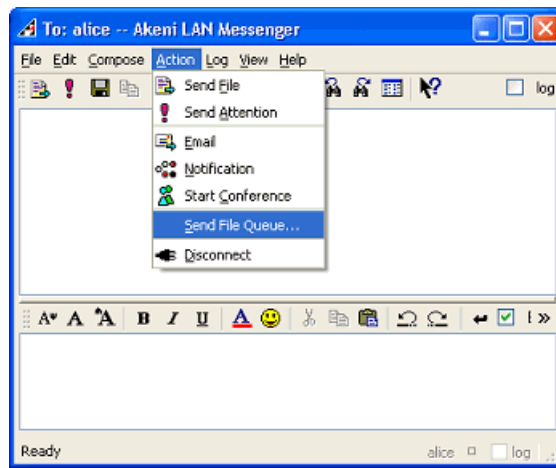 To: alice -- Akeni LAN Messenger
File Edit Compose Action Log View Help
log
Send File
Send Attention
Email
Notification
Start Conference
Send File Queue...
Disconnect
A A A B I U A
Ready alice log